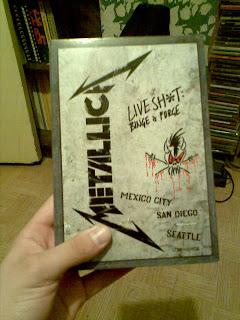 METALLICA
LIVE SH*T:
BINGE & PURGE
MEXICO CITY
SAN DIEGO
SEATTLE